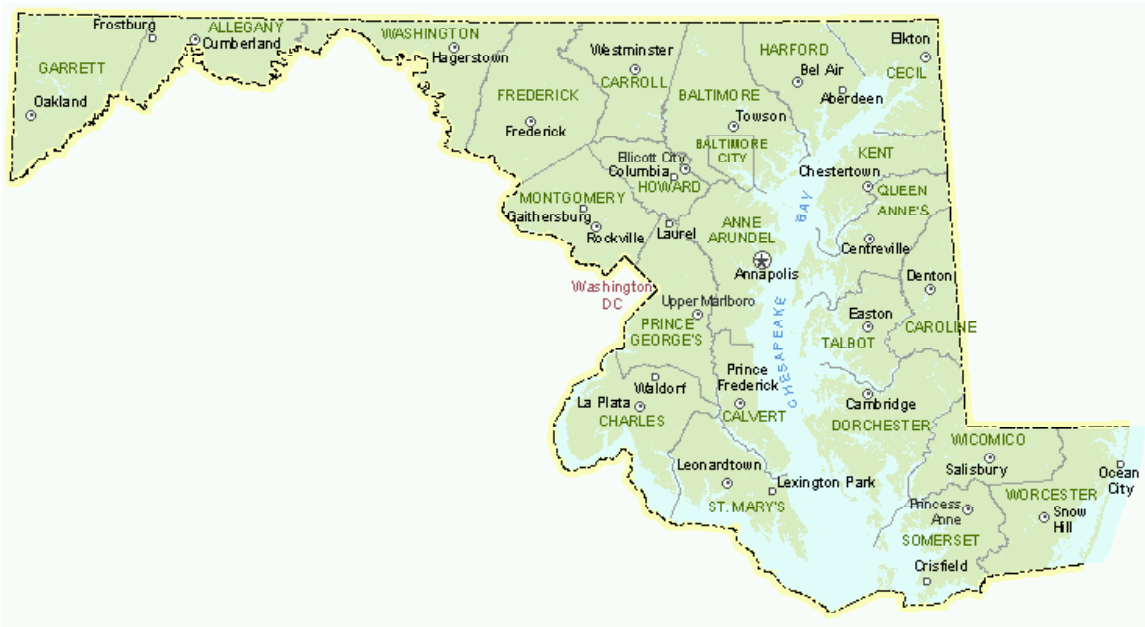 Frostburg
ALLEGANY
Cumberland
GARRETT
Oakland
WASHINGTON
Hagerstown
FREDERICK
Frederick
Westminster
CARROLL
BALTIMORE
Towson
BALTIMORE
CITY
HARFORD
Bel Air
Aberdeen
Elkton
CECIL
KENT
Chestertown
QUEEN
ANNE'S
Centreville
Ellicott City
Columbia
HOWARD
MONTGOMERY
Gaithersburg
Rockville
Laurel
ANNE
ARUNDEL
Annapolis
CHESAPEAKE
BAY
Washington
DC
Upper Marlboro
PRINCE
GEORGE'S
Denton
CAROLINE
Easton
TALBOT
Prince
Frederick
CALVERT
Waldorf
La Plata
CHARLES
Cambridge
DORCHESTER
Leonardtown
Lexington Park
ST. MARY'S
WICOMICO
Salisbury
Ocean
City
WORCESTER
Snow
Hill
Princess
Anne
SOMERSET
Crisfield